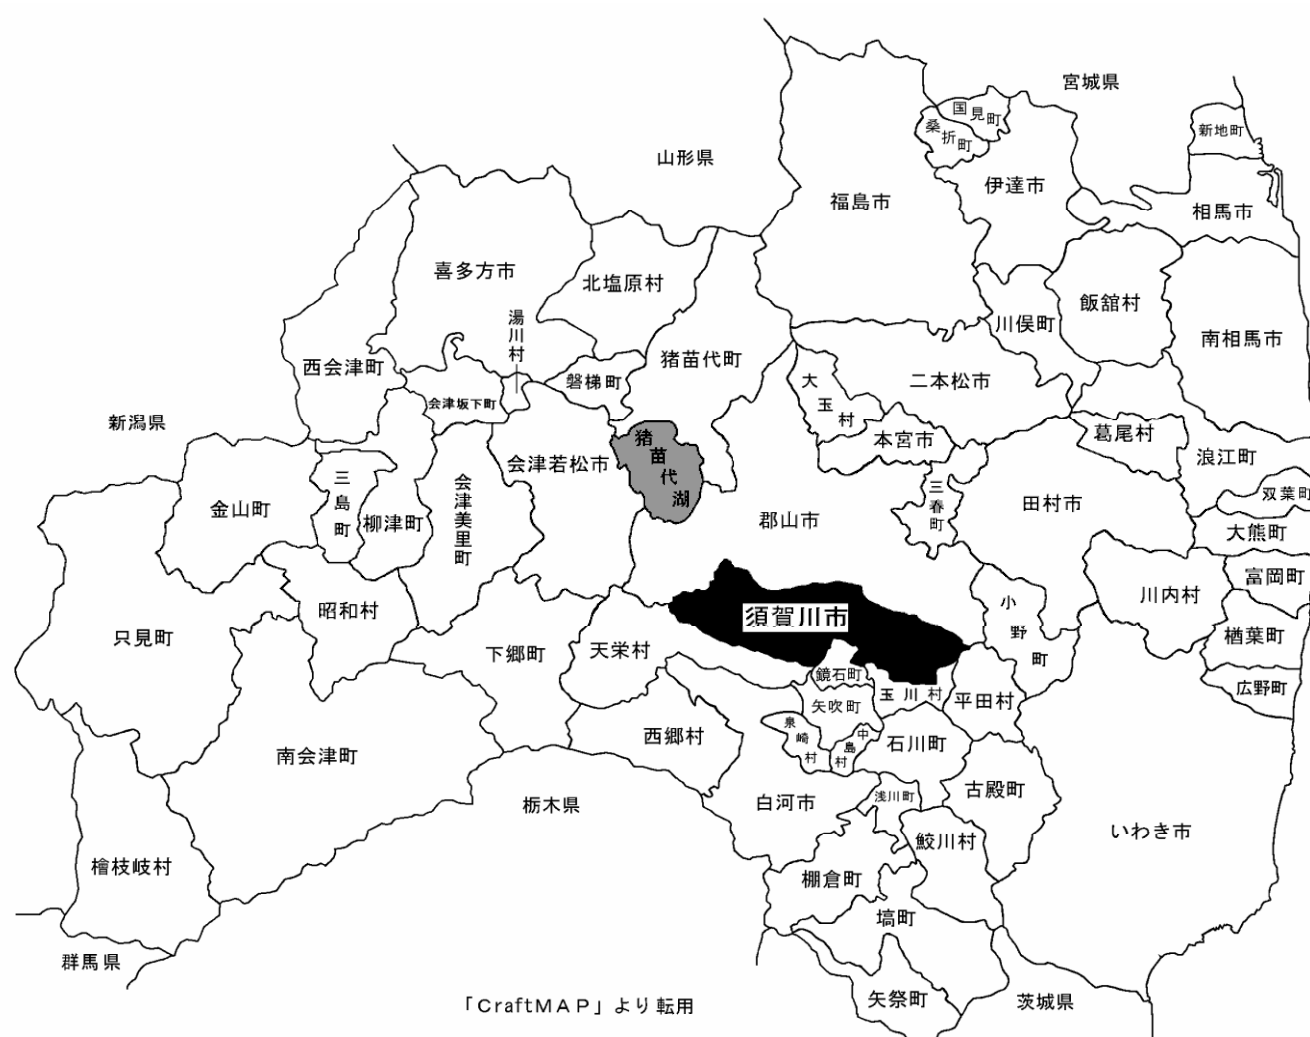 宮城県
国見町
桑折町
新地町
山形県
伊達市
福島市
相馬市
喜多方市
北塩原村
飯舘村
川俣町
南相馬市
湯川村
西会津町
猪苗代町
磐梯町
二本松市
大玉村
会津坂下町
新潟県
本宮市
葛尾村
浪江町
猪苗代湖
会津若松市
三島町
金山町
柳津町
会津美里町
郡山市
三春町
田村市
双葉町
大熊町
富岡町
川内村
昭和村
只見町
須賀川市
小野町
楢葉町
下郷町
天栄村
鏡石町
玉川村
平田村
広野町
矢吹町
泉崎村
中島村
西郷村
石川町
南会津町
栃木県
白河市
浅川町
古殿町
いわき市
鮫川村
檜枝岐村
棚倉町
塙町
群馬県
矢祭町
茨城県
「CraftMAP」より転用